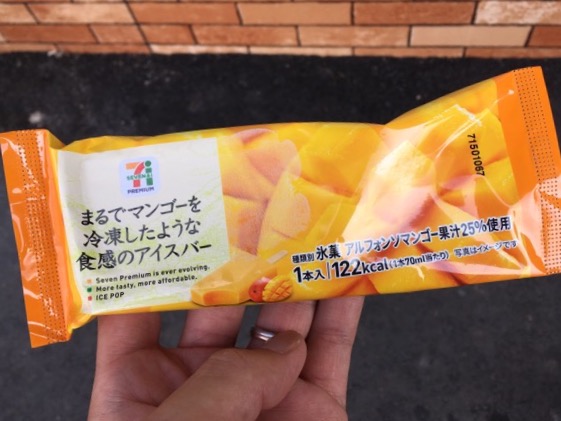 SEVEN & i
PREMIUM
まるでマンゴーを
冷凍したような
食感のアイスバー
Seven Premium is ever evolving.
More tasty, more affordable.
ICE POP
71501067
種類別 氷菓 アルフォンソマンゴー果汁25%使用
1本入/122kcal(1本70ml当たり) 写真はイメージです